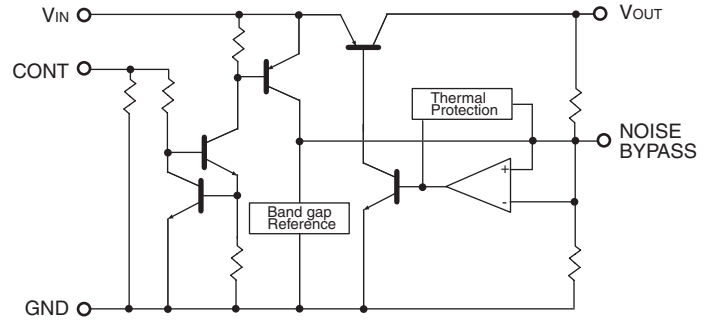 VIN
VOUT
CONT
Thermal
Protection
NOISE
BYPASS
+
-
Band gap
Reference
GND